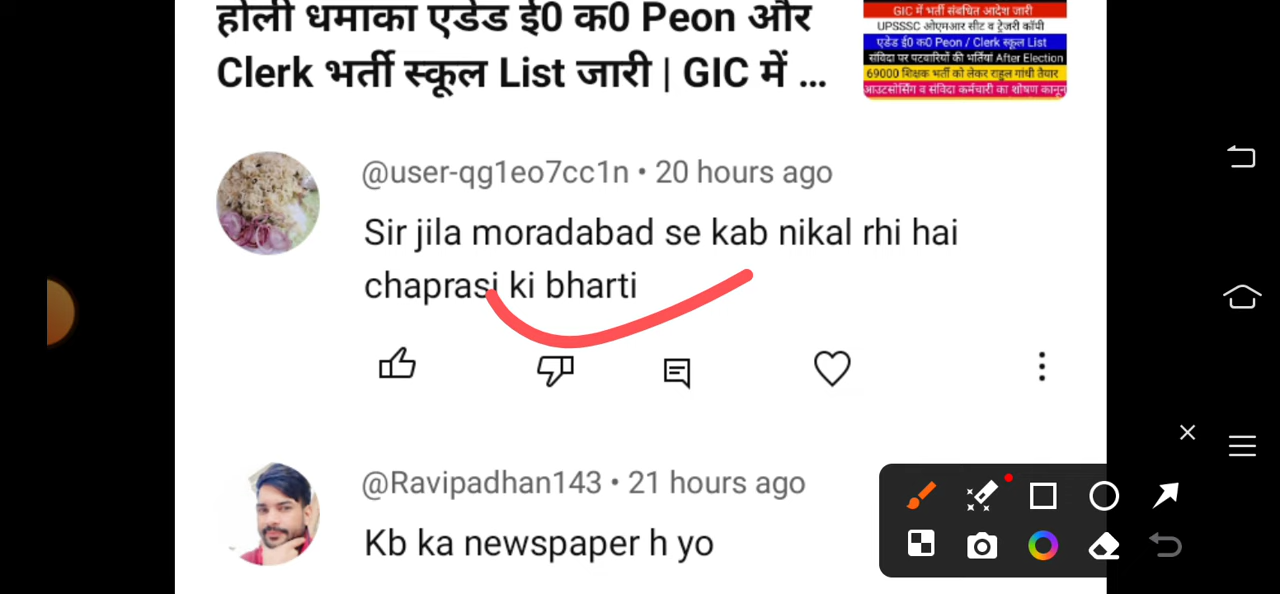 होली धमाका एडेड ई0 क0 Peon और
Clerk भर्ती स्कूल List जारी | GIC में ...
GIC में भर्ती संबधित आदेश जारी
UPSSSC ओएमआर सीट व ट्रेजरी कॉपी
एडेड ई0 क0 Peon / Clerk स्कूल List
संविदा पर पटवारियों की भर्तियां After Election
69000 शिक्षक भर्ती को लेकर राहुल गांधी तैयार
आउटसोर्सिंग व संविदा कर्मचारी का शोषण कानून
@user-qg1eo7cc1n • 20 hours ago
Sir jila moradabad se kab nikal rhi hai
chaprasi ki bharti
@Ravipadhan143 • 21 hours ago
Kb ka newspaper h yo